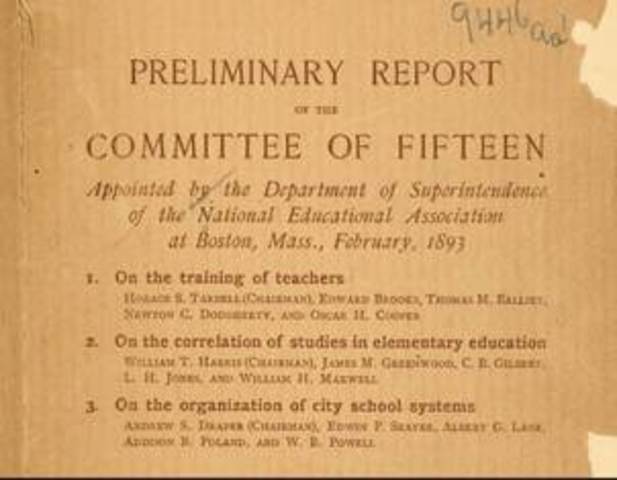 9446aa
PRELIMINARY REPORT
OF THE
COMMITTEE OF FIFTEEN
Appointed by the Department of Superintendence
of the National Educational Association
at Boston, Mass., February, 1893
1. On the training of teachers
HORACE S. TARBELL (CHAIRMAN), EDWARD BROOKS, THOMAS M. BALLIET,
NEWTON C. DOUGHERTY, AND OSCAR H. COOPER
2. On the correlation of studies in elementary education
WILLIAM T. HARRIS (CHAIRMAN), JAMES M. GREENWOOD, C. B. GILBERT,
L. H. JONES, AND WILLIAM H. MAXWELL
3. On the organization of city school systems
ANDREW S. DRAPER (CHAIRMAN), EDWIN P. SEAVER, ALBERT G. LANE,
ADDISON B. POLAND, AND W. B. POWELL